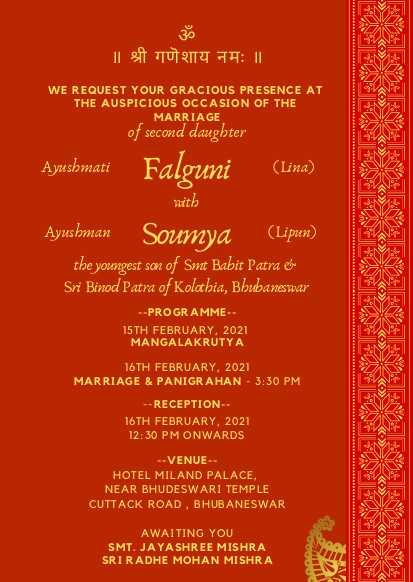 ॐ
॥ श्री गणेशाय नमः ॥
WE REQUEST YOUR GRACIOUS PRESENCE AT
THE AUSPICIOUS OCCASION OF THE
MARRIAGE
of second daughter
Ayushmati Falguni (Lina)
with
Ayushman Soumya (Lipun)
the youngest son of Smt Babit Patra &
Sri Binod Patra of Kolathia, Bhubaneswar
--PROGRAMME--
15TH FEBRUARY, 2021
MANGALAKRUTYA
16TH FEBRUARY, 2021
MARRIAGE & PANIGRAHAN - 3:30 PM
--RECEPTION--
16TH FEBRUARY, 2021
12:30 PM ONWARDS
--VENUE--
HOTEL MILAND PALACE,
NEAR BHUDESWARI TEMPLE
CUTTACK ROAD , BHUBANESWAR
AWAITING YOU
SMT. JAYASHREE MISHRA
SRI RADHE MOHAN MISHRA